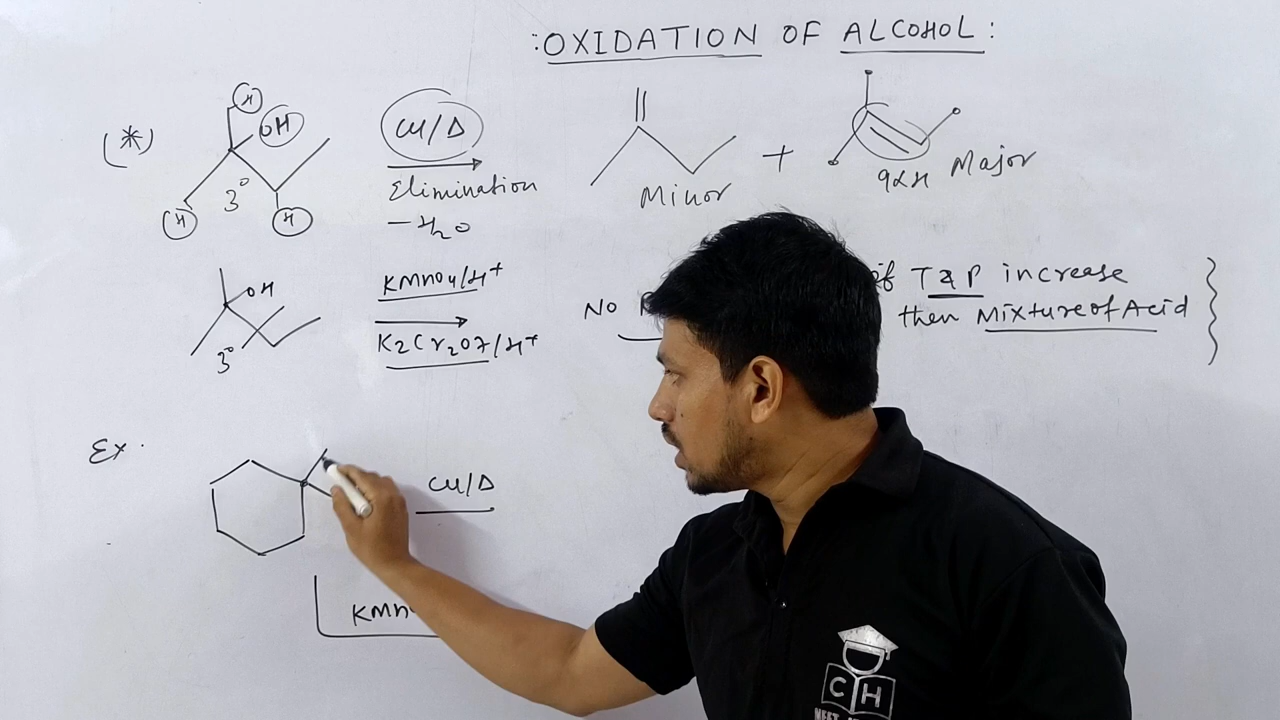 :OXIDATION OF ALCOHOL:
(*)
H
OH
H
3°
H
Cu/Δ
Elimination
-H2O
Minor
+
9αH
Major
OH
3°
KMnO4/H+
K2Cr2O7/H+
No
if T & P increase
then Mixture of Acid
Ex.
Cu/Δ
CH